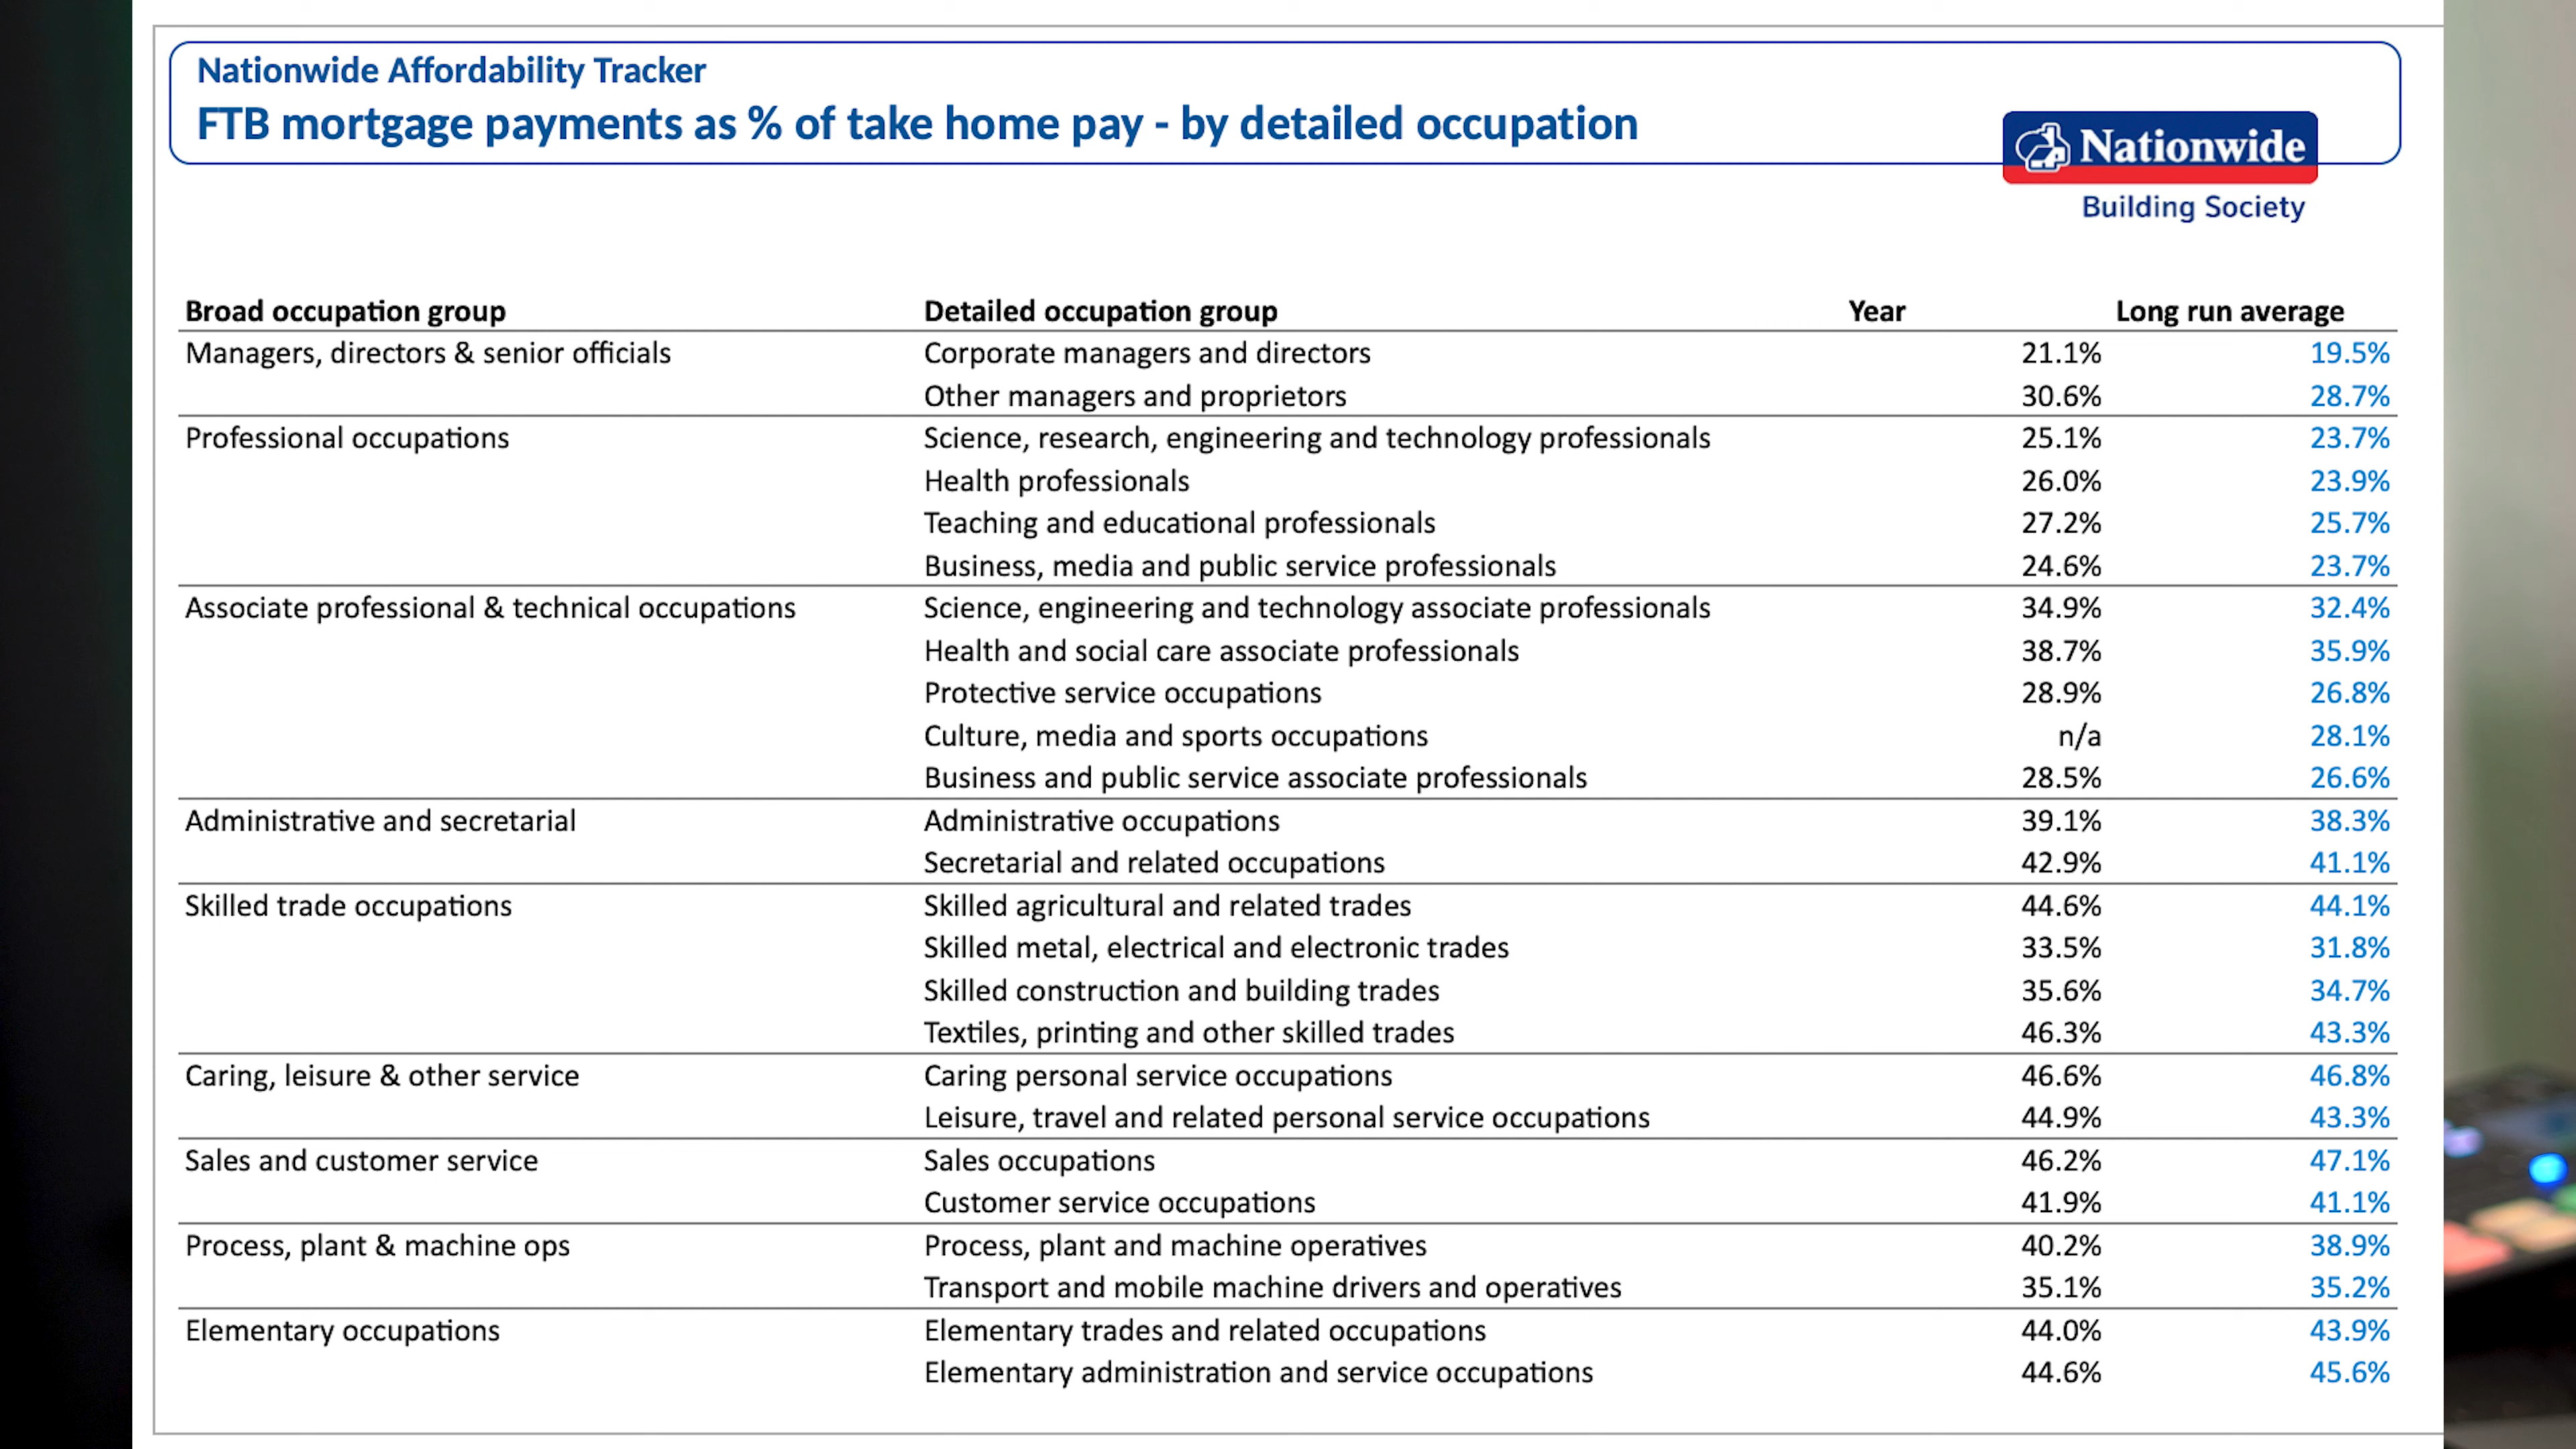 Nationwide Affordability Tracker
FTB mortgage payments as % of take home pay - by detailed occupation
Nationwide
Building Society
Broad occupation group Detailed occupation group Year Long run average
Managers, directors & senior officials Corporate managers and directors 21.1% 19.5%
Other managers and proprietors 30.6% 28.7%
Professional occupations Science, research, engineering and technology professionals 25.1% 23.7%
Health professionals 26.0% 23.9%
Teaching and educational professionals 27.2% 25.7%
Business, media and public service professionals 24.6% 23.7%
Associate professional & technical occupations Science, engineering and technology associate professionals 34.9% 32.4%
Health and social care associate professionals 38.7% 35.9%
Protective service occupations 28.9% 26.8%
Culture, media and sports occupations n/a 28.1%
Business and public service associate professionals 28.5% 26.6%
Administrative and secretarial Administrative occupations 39.1% 38.3%
Secretarial and related occupations 42.9% 41.1%
Skilled trade occupations Skilled agricultural and related trades 44.6% 44.1%
Skilled metal, electrical and electronic trades 33.5% 31.8%
Skilled construction and building trades 35.6% 34.7%
Textiles, printing and other skilled trades 46.3% 43.3%
Caring, leisure & other service Caring personal service occupations 46.6% 46.8%
Leisure, travel and related personal service occupations 44.9% 43.3%
Sales and customer service Sales occupations 46.2% 47.1%
Customer service occupations 41.9% 41.1%
Process, plant & machine ops Process, plant and machine operatives 40.2% 38.9%
Transport and mobile machine drivers and operatives 35.1% 35.2%
Elementary occupations Elementary trades and related occupations 44.0% 43.9%
Elementary administration and service occupations 44.6% 45.6%